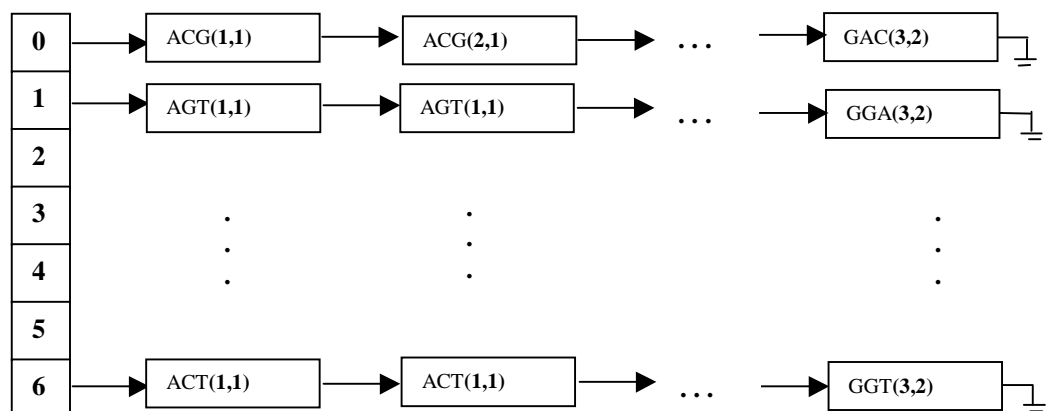 0 ACG(1,1) ACG(2,1) ... GAC(3,2)
1 AGT(1,1) AGT(1,1) ... GGA(3,2)
2
3
4
5
6 ACT(1,1) ACT(1,1) ... GGT(3,2)